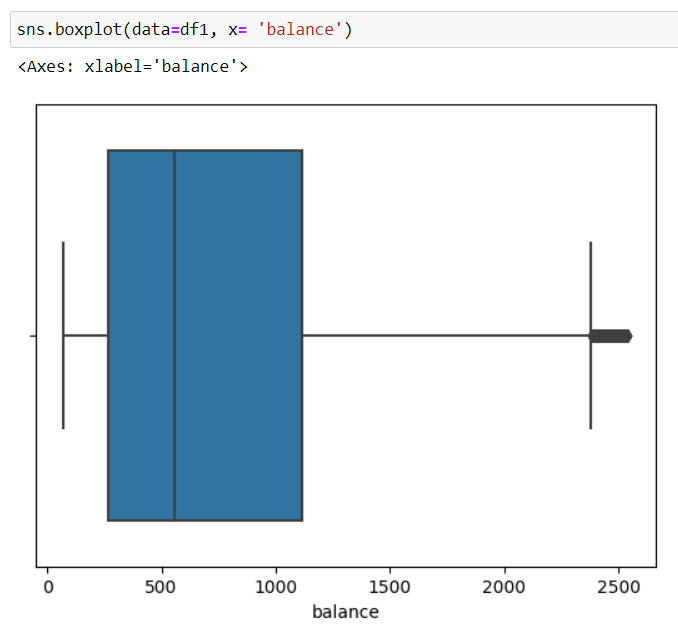 sns.boxplot(data=df1, x= 'balance')
<Axes: xlabel='balance'>
0 500 1000 1500 2000 2500
balance